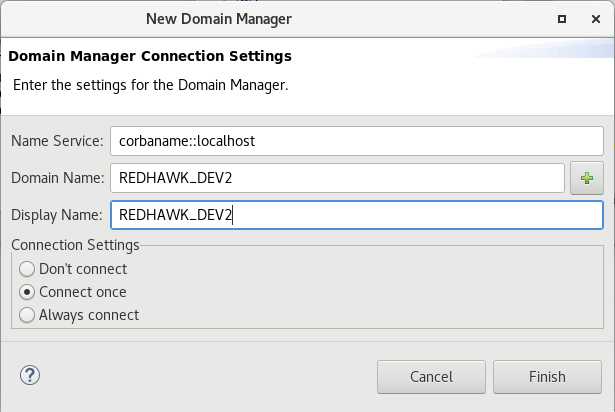 New Domain Manager
Domain Manager Connection Settings
Enter the settings for the Domain Manager.
Name Service: corbaname::localhost
Domain Name: REDHAWK_DEV2
Display Name: REDHAWK_DEV2
Connection Settings
Don't connect
Connect once
Always connect
? Cancel Finish